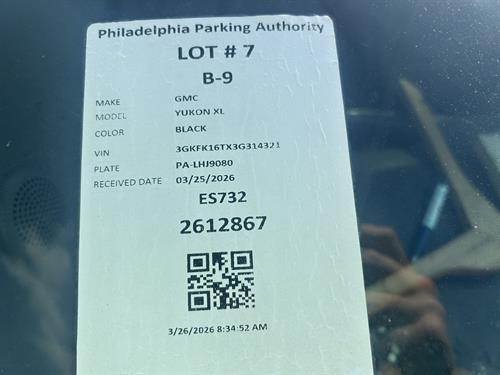 Philadelphia Parking Authority
LOT # 7
B-9
MAKE GMC
MODEL YUKON XL
COLOR BLACK
VIN 3GKFK16TX3G314321
PLATE PA-LHJ9080
RECEIVED DATE 03/25/2026
ES732
2612867
3/26/2026 8:34:52 AM